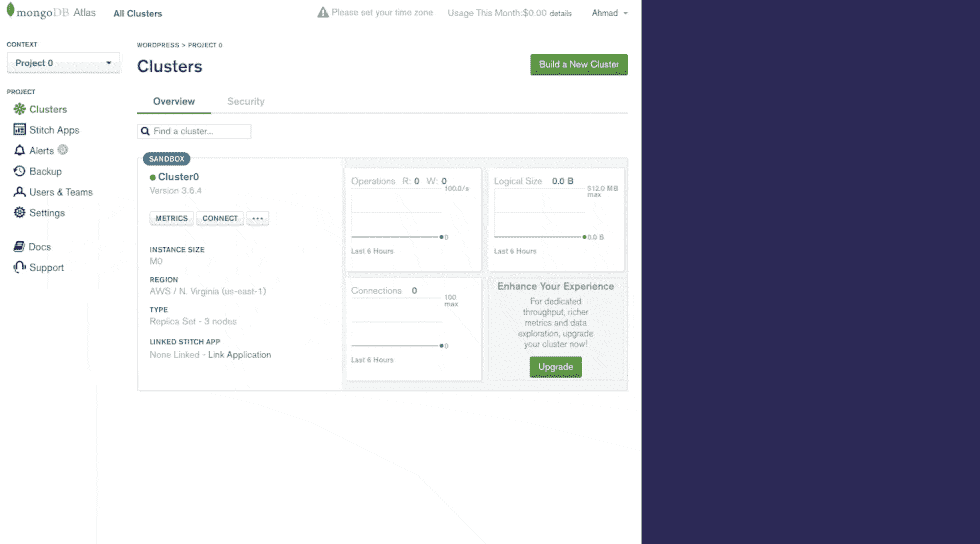 mongoDB Atlas All Clusters Please set your time zone Usage This Month:$0.00 details Ahmad
CONTEXT
Project 0
PROJECT
Clusters
Stitch Apps
Alerts
Backup
Users & Teams
Settings
Docs
Support
WORDPRESS > PROJECT 0
Clusters
Build a New Cluster
Overview Security
Find a cluster...
SANDBOX
Cluster0
Version 3.6.4
METRICS CONNECT ...
INSTANCE SIZE
M0
REGION
AWS / N. Virginia (us-east-1)
TYPE
Replica Set - 3 nodes
LINKED STITCH APP
None Linked - Link Application
Operations R: 0 W: 0
100.0/s
0
Last 6 Hours
Logical Size 0.0 B
512.0 MB
max
0.0 B
Last 6 Hours
Connections 0
100
max
0
Last 6 Hours
Enhance Your Experience
For dedicated
throughput, richer
metrics and data
exploration, upgrade
your cluster now!
Upgrade